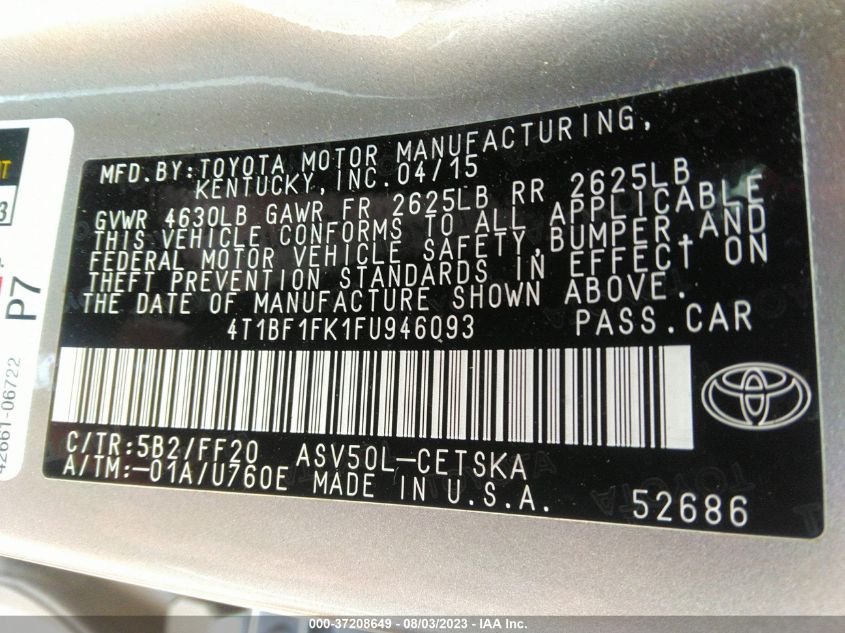 MFD.BY:TOYOTA MOTOR MANUFACTURING,
KENTUCKY, INC. 04/15
GVWR 4630LB GAWR FR 2625LB RR 2625LB
THIS VEHICLE CONFORMS TO ALL APPLICABLE
FEDERAL MOTOR VEHICLE SAFETY, BUMPER, AND
THEFT PREVENTION STANDARDS IN EFFECT ON
THE DATE OF MANUFACTURE SHOWN ABOVE.
4T1BF1FK1FU946093 PASS.CAR
C/TR:5B2/FF20 ASV50L-CETSKA
A/TM:-01A/U760E MADE IN U.S.A.
52686
P7
42661-06722
000-37208649 - 08/03/2023 - IAA Inc.